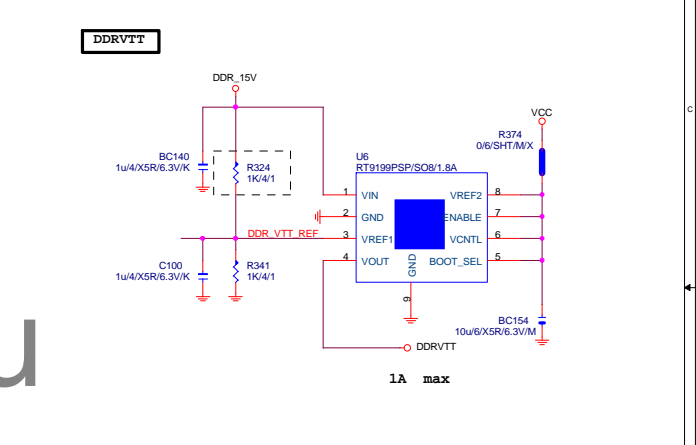 DDRVTT
DDR_15V
VCC
C
R374
0/6/SHT/M/X
BC140
1u/4/X5R/6.3V/K
R324
1K/4/1
U6
RT9199PSP/SO8/1.8A
1 VIN VREF2 8
2 GND ENABLE 7
DDR_VTT_REF 3 VREF1 VCNTL 6
4 VOUT GND BOOT_SEL 5
C100
1u/4/X5R/6.3V/K
R341
1K/4/1
9
BC154
10u/6/X5R/6.3V/M
DDRVTT
1A max
u